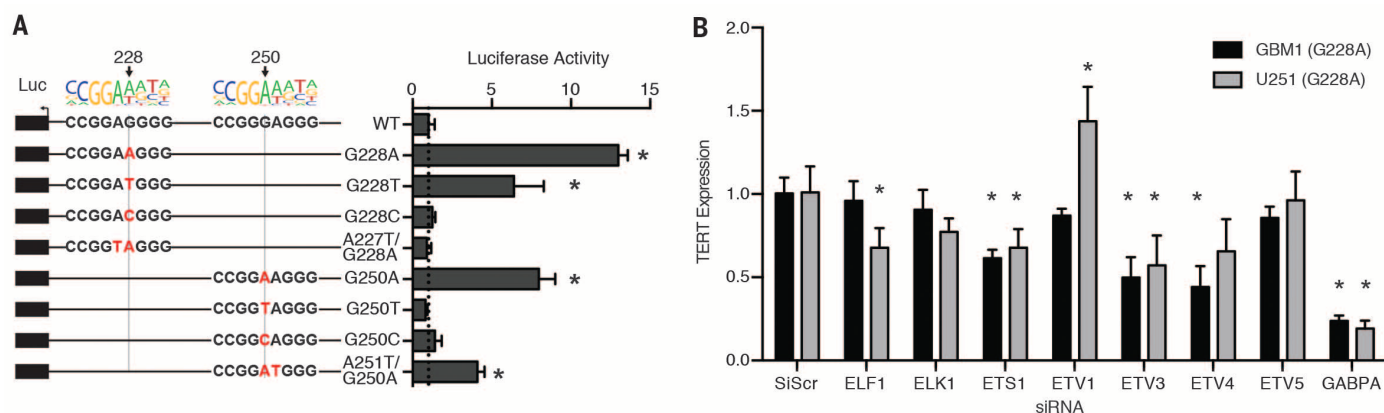 A
228
250
Luciferase Activity
Luc
CCGGAAATA
CCGGAAATA
0
5
10
15
CCGGAGGGG
CCGGGAGGG
WT
CCGGAAGGG
G228A
*
CCGGATGGG
G228T
*
CCGGACGGG
G228C
CCGGTAGGG
A227T/
G228A
CCGGAAGGG
G250A
*
CCGGTAGGG
G250T
CCGGCAGGG
G250C
CCGGATGGG
A251T/
G250A
*
B
TERT Expression
2.0
1.5
1.0
0.5
0.0
GBM1 (G228A)
U251 (G228A)
*
*
*
*
*
*
*
*
*
SiScr
ELF1
ELK1
ETS1
ETV1
ETV3
ETV4
ETV5
GABPA
siRNA